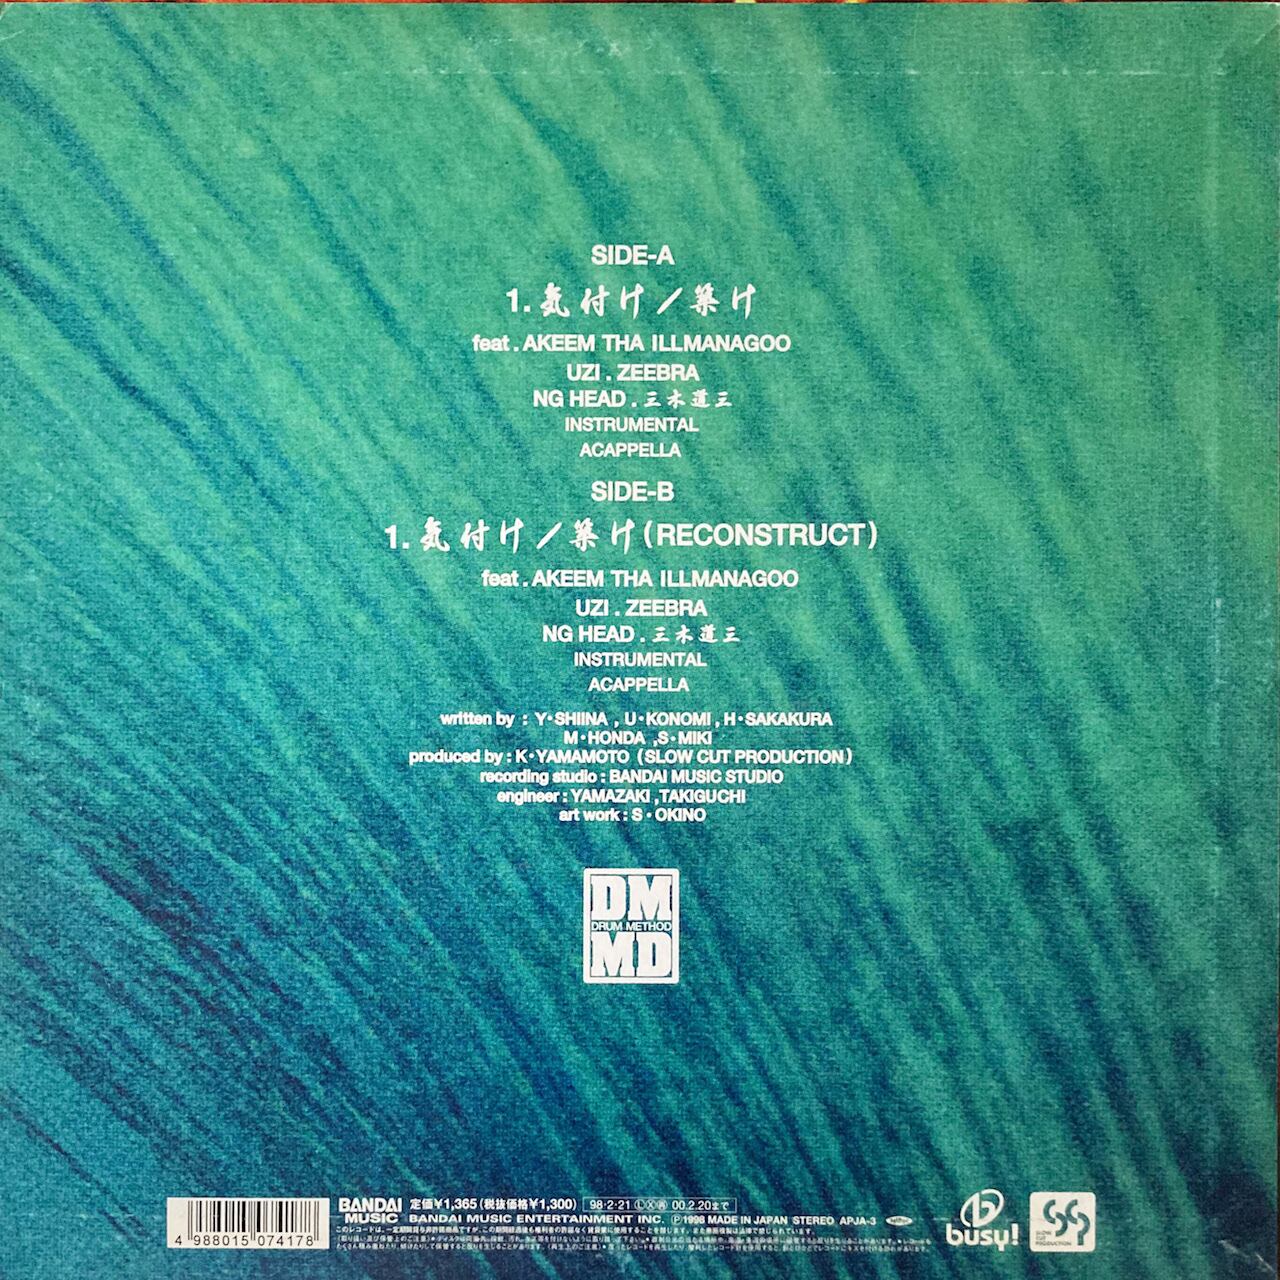 SIDE-A
1. 気付け／築け
feat. AKEEM THA ILLMANAGOO
UZI . ZEEBRA
NG HEAD . 三木道三
INSTRUMENTAL
ACAPPELLA
SIDE-B
1. 気付け／築け (RECONSTRUCT)
feat. AKEEM THA ILLMANAGOO
UZI . ZEEBRA
NG HEAD . 三木道三
INSTRUMENTAL
ACAPPELLA
written by : Y・SHIINA , U・KONOMI , H・SAKAKURA
M・HONDA ,S・MIKI
produced by : K・YAMAMOTO (SLOW CUT PRODUCTION)
recording studio : BANDAI MUSIC STUDIO
engineer : YAMAZAKI ,TAKIGUCHI
art work : S・OKINO
DM
DRUM METHOD
MD
BANDAI MUSIC 定価¥1,365 (税抜価格¥1,300) 98・2・21 Ⓛ Ⓧ 00.2.20まで
BANDAI MUSIC ENTERTAINMENT INC. Ⓟ1998 MADE IN JAPAN STEREO APJA-3
4 988015 074178
b busy!
SLOW CUT PRODUCTION